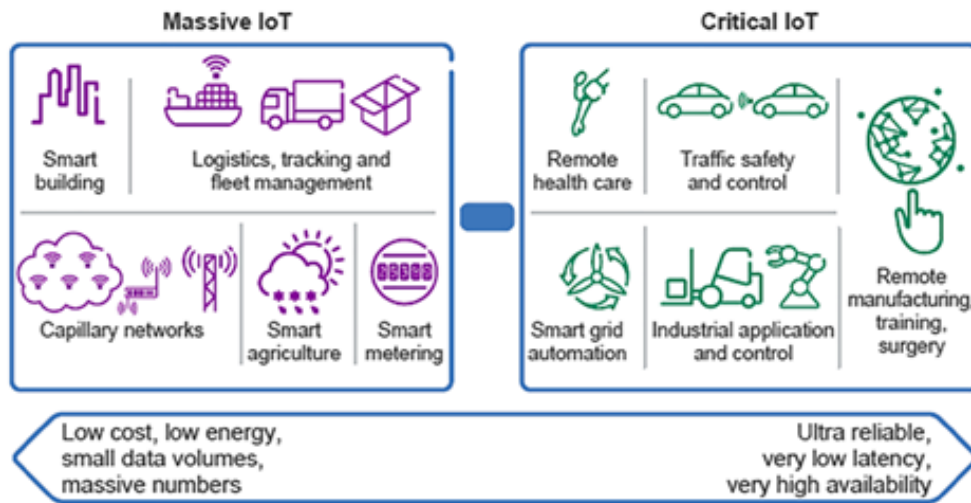 Massive IoT
Smart
building
Logistics, tracking and
fleet management
Capillary networks
Smart
agriculture
Smart
metering
Critical IoT
Remote
health care
Traffic safety
and control
Smart grid
automation
Industrial application
and control
Remote
manufacturing,
training,
surgery
Low cost, low energy,
small data volumes,
massive numbers
Ultra reliable,
very low latency,
very high availability